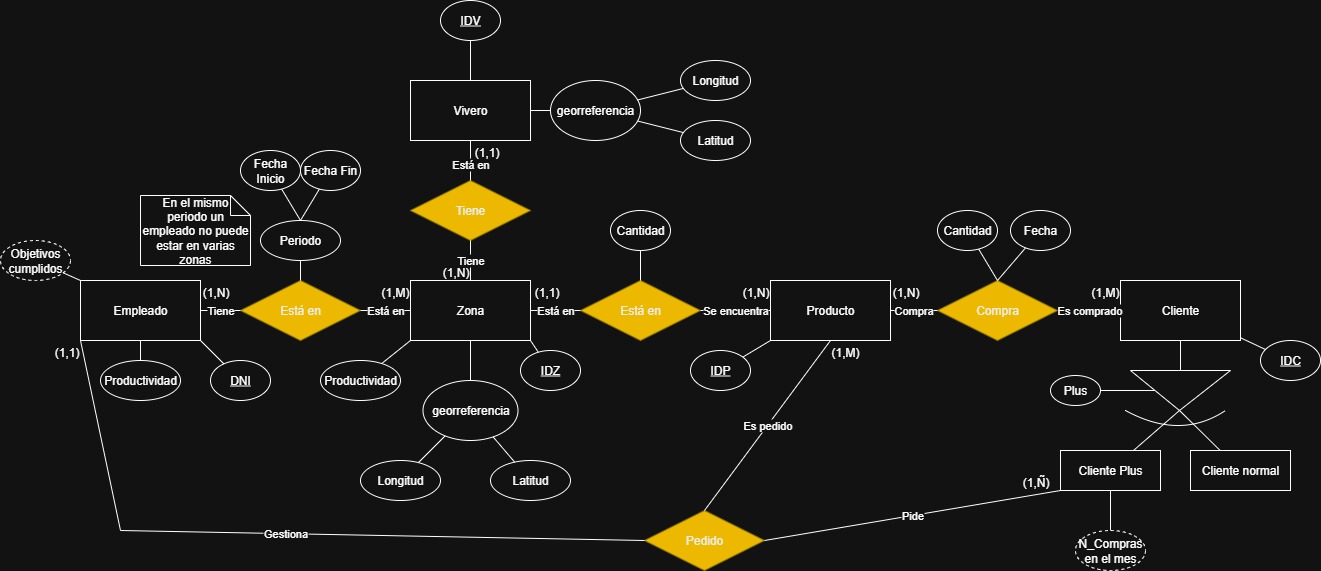 IDV
Vivero
georreferencia
Longitud
Latitud
(1,1)
Está en
Tiene
Tiene
(1,N)
Fecha
Inicio
Fecha Fin
Periodo
En el mismo
periodo un
empleado no puede
estar en varias
zonas
Objetivos
cumplidos
Empleado
(1,N)
Tiene
Está en
(1,M)
Está en
Zona
(1,1)
Está en
Cantidad
Está en
(1,N)
Se encuentra
Producto
(1,N)
Compra
Cantidad
Fecha
Compra
(1,M)
Es comprado
Cliente
(1,1)
Productividad
DNI
Productividad
georreferencia
Longitud
Latitud
IDZ
IDP
(1,M)
IDC
Plus
Es pedido
Cliente Plus
Cliente normal
(1,Ñ)
Pide
Gestiona
Pedido
N_Compras
en el mes